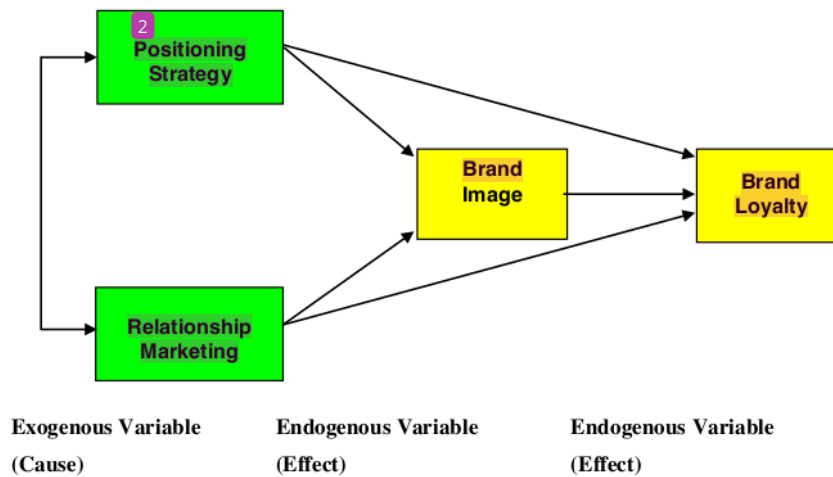 2
Positioning
Strategy
Brand
Image
Brand
Loyalty
Relationship
Marketing
Exogenous Variable
Endogenous Variable
Endogenous Variable
(Cause)
(Effect)
(Effect)